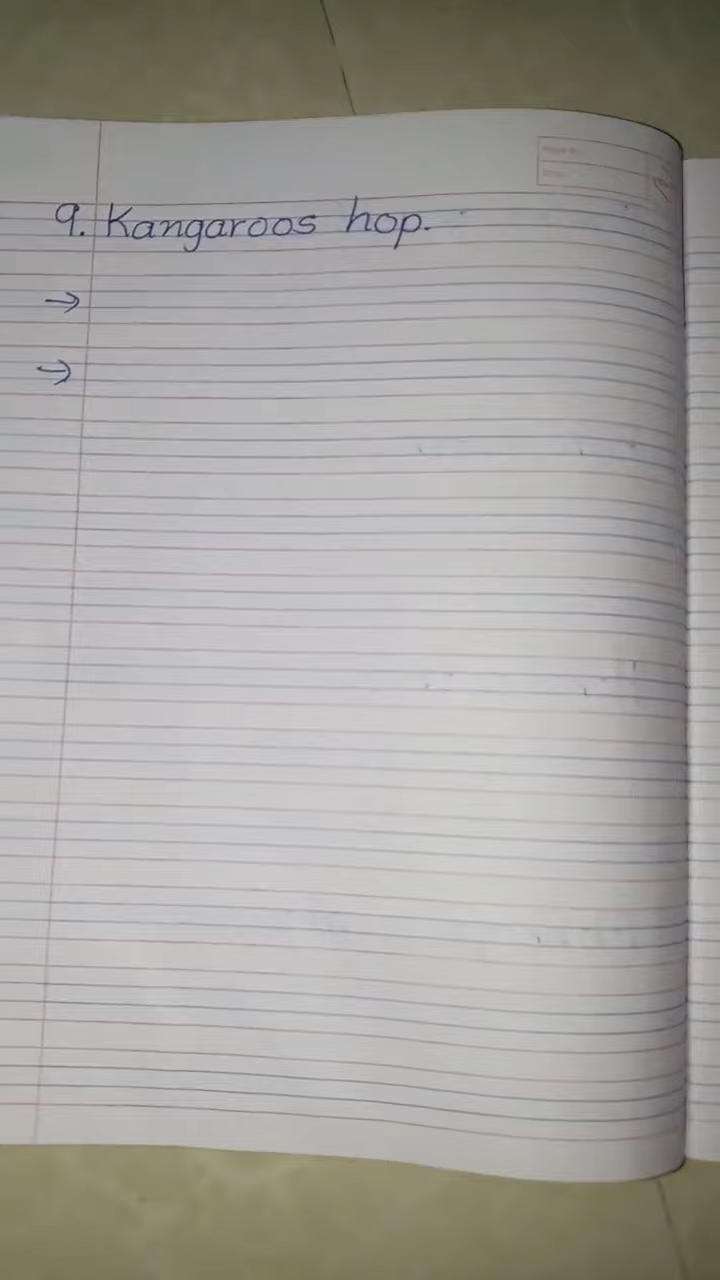 9. Kangaroos hop.
→
→